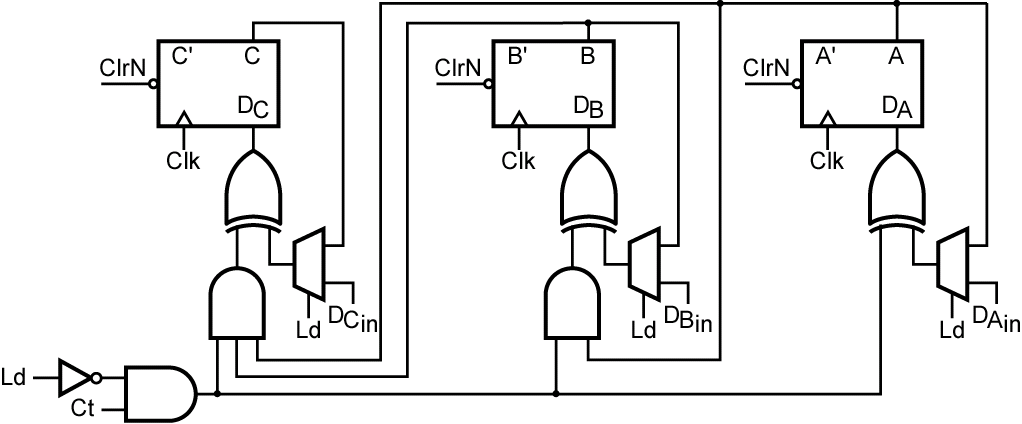 C' C B' B A' A
ClrN ClrN ClrN
DC DB DA
Clk Clk Clk
DCin DBin DAin
Ld Ld Ld
Ld
Ct